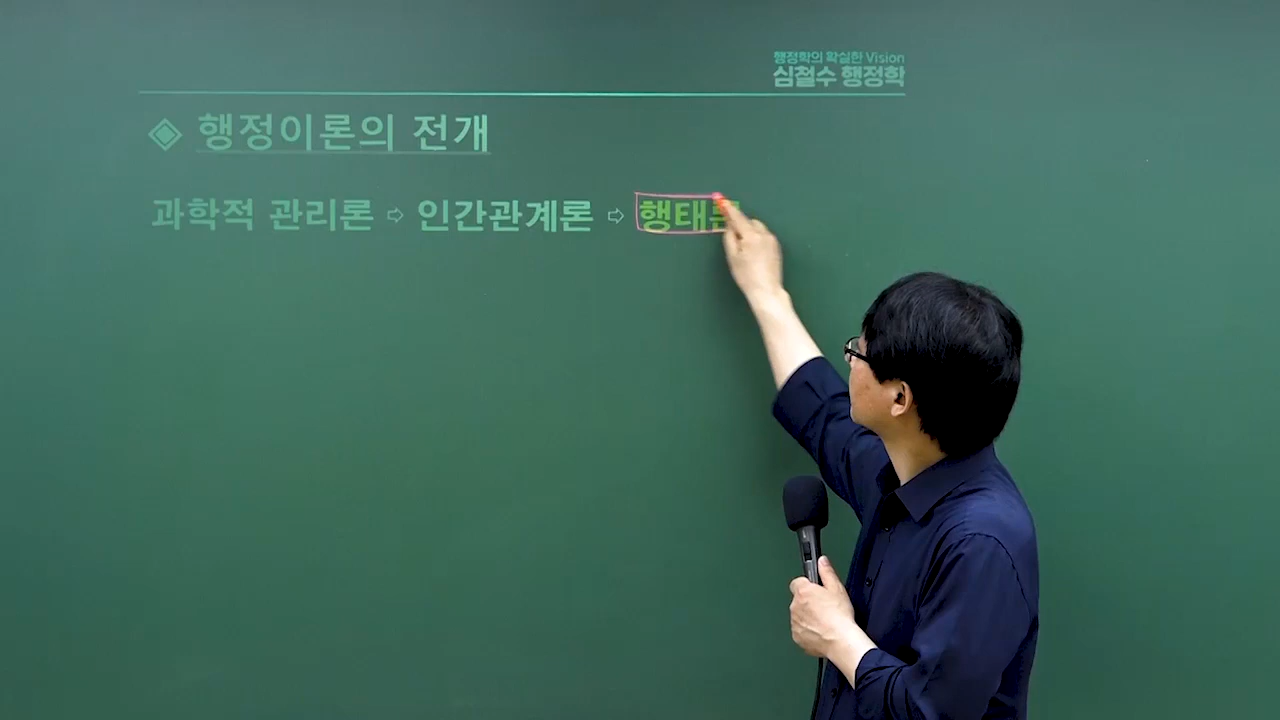 행정학의 확실한 Vision
심철수 행정학
◈ 행정이론의 전개
과학적 관리론 ⇨ 인간관계론 ⇨ 행태론